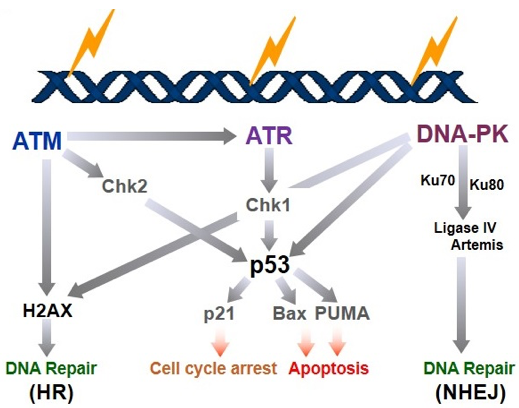 ATM
ATR
DNA-PK
Chk2
Ku70
Ku80
Chk1
Ligase IV
Artemis
p53
H2AX
p21
Bax
PUMA
DNA Repair
(HR)
Cell cycle arrest
Apoptosis
DNA Repair
(NHEJ)